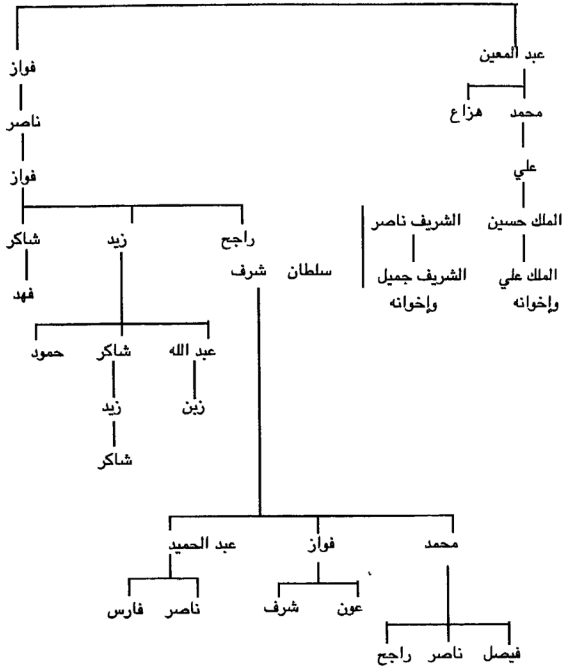 عبد المعين
فواز
محمد
هزاع
ناصر
علي
فواز
الملك حسين
الشريف ناصر
راجح
زيد
شاكر
الملك علي
وإخوانه
الشريف جميل
وإخوانه
سلطان
شرف
فهد
عبد الله
شاكر
حمود
زين
زيد
شاكر
محمد
فواز
عبد الحميد
عون
شرف
ناصر
فارس
فيصل
ناصر
راجح